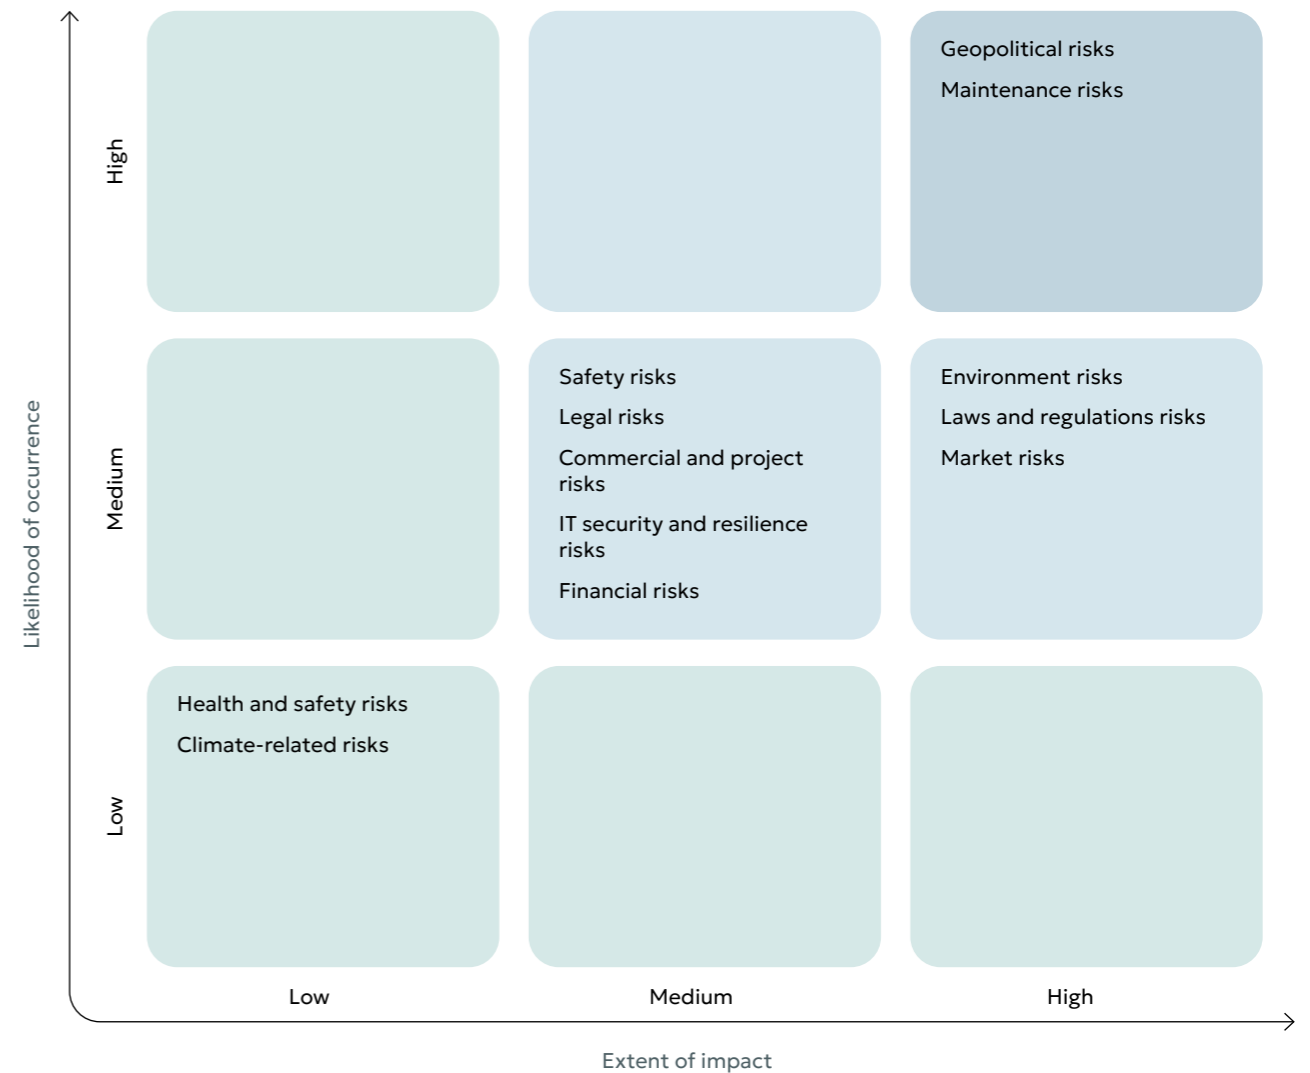 Likelihood of occurrence
High
Geopolitical risks
Maintenance risks
Medium
Safety risks
Legal risks
Commercial and project
risks
IT security and resilience
risks
Financial risks
Environment risks
Laws and regulations risks
Market risks
Low
Health and safety risks
Climate-related risks
Low
Medium
High
Extent of impact